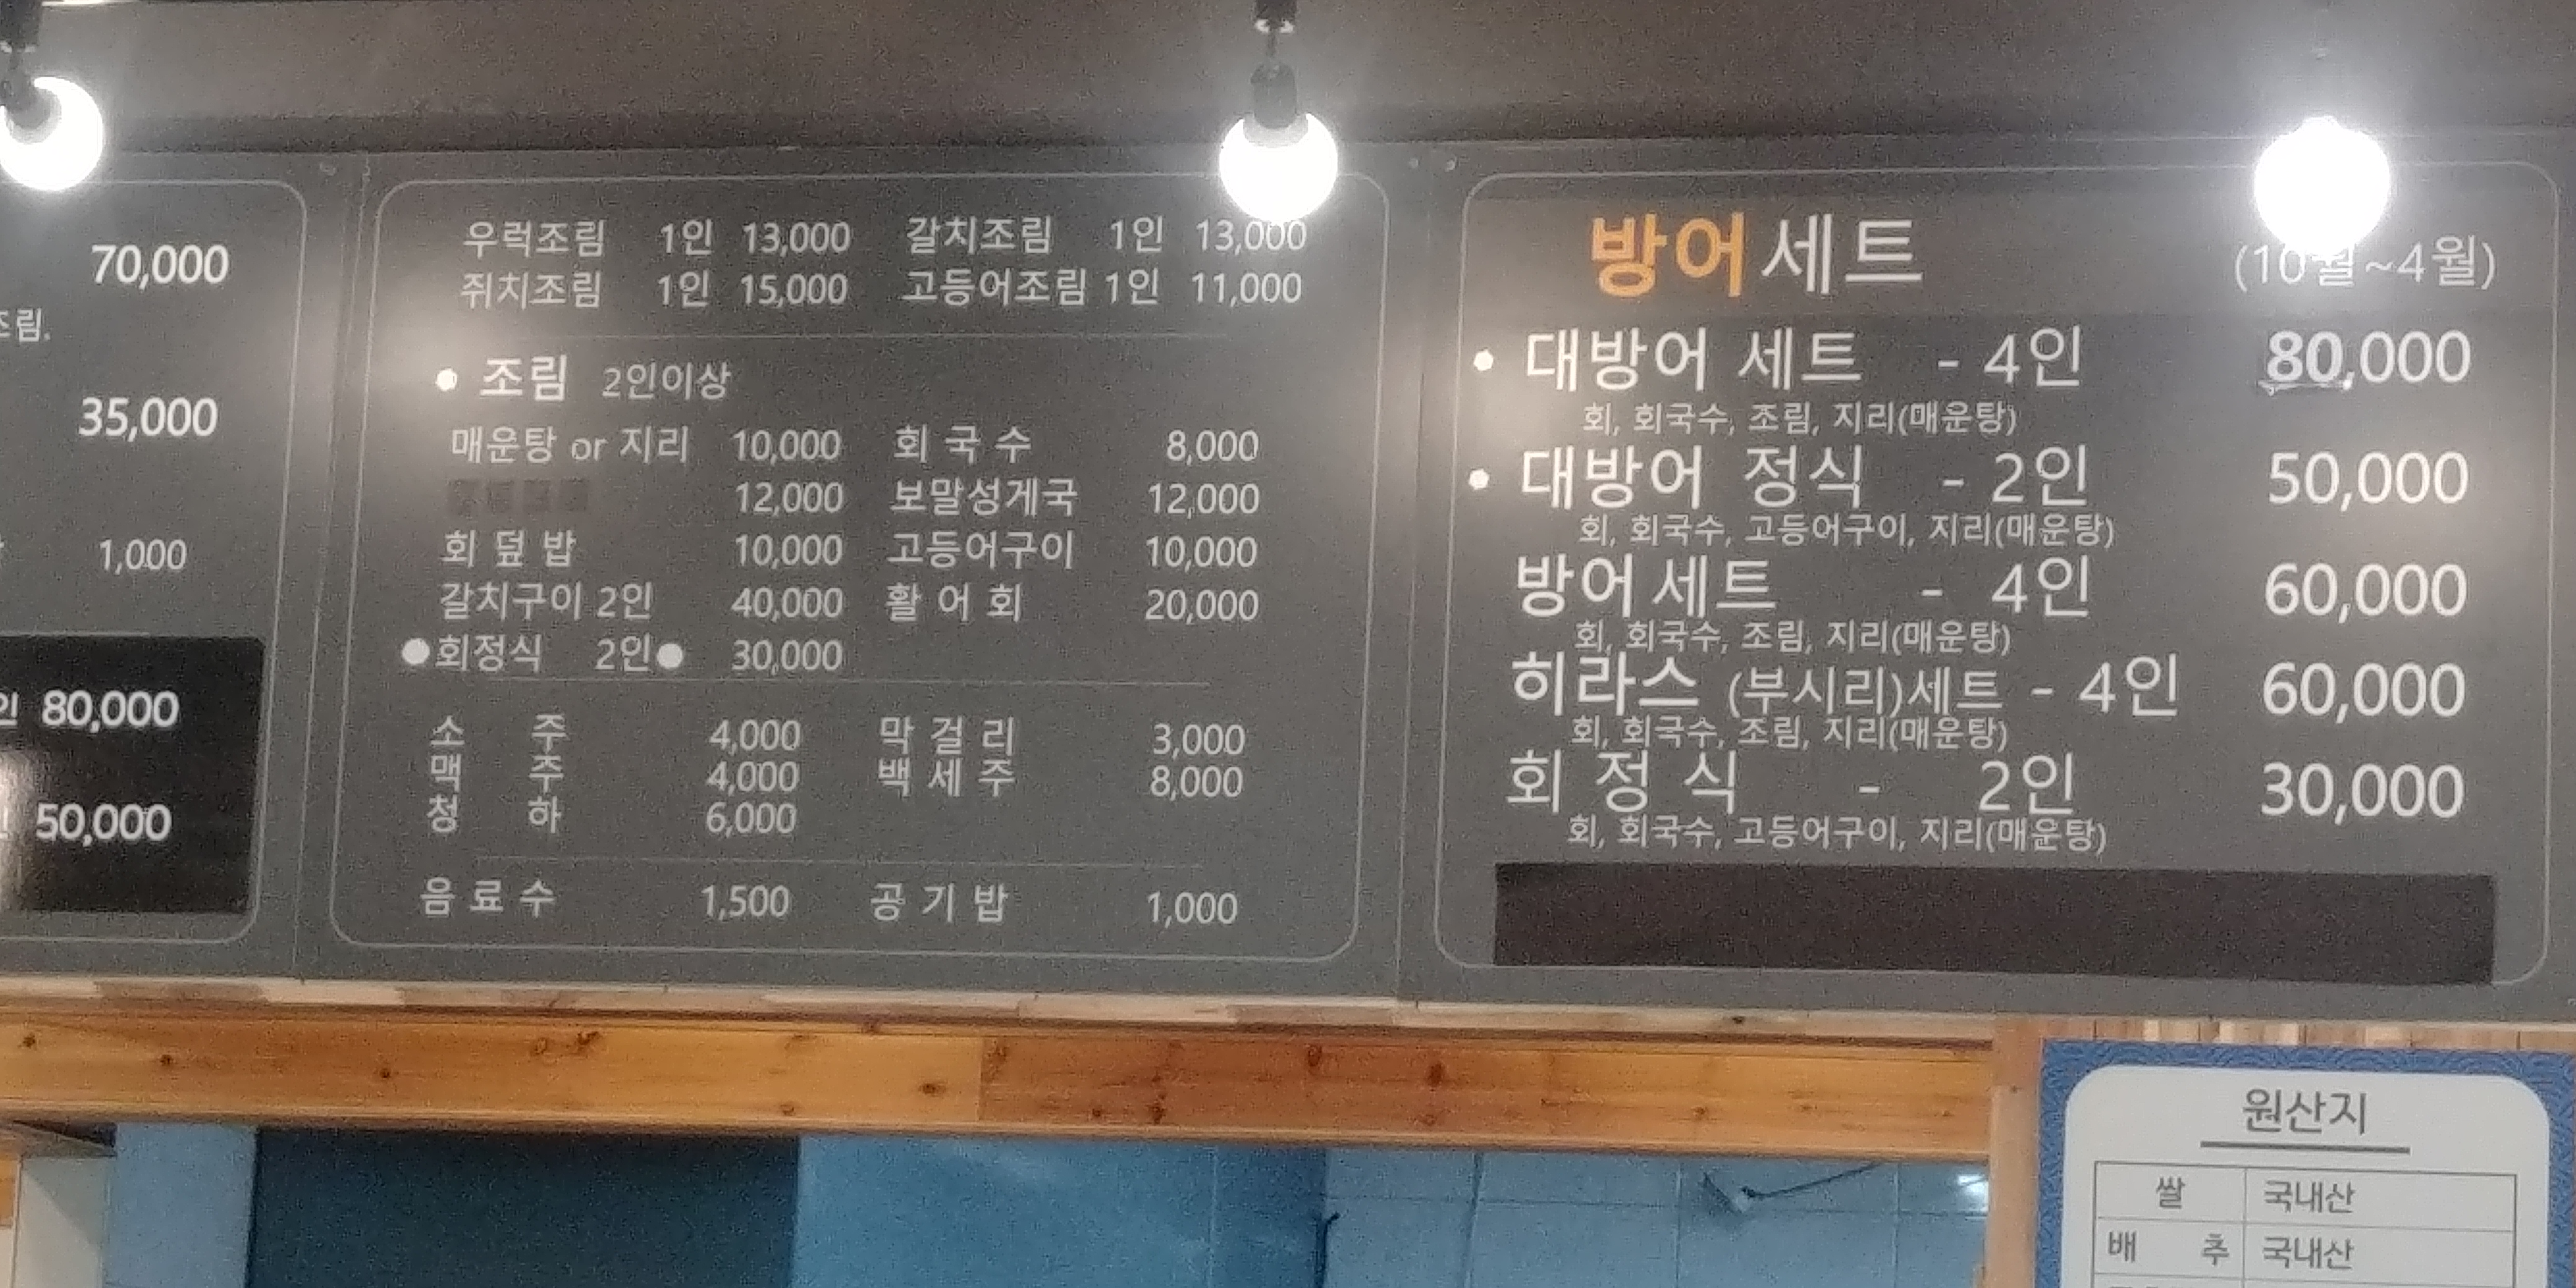 70,000
조림.
35,000
1,000
인 80,000
50,000
우럭조림 1인 13,000 갈치조림 1인 13,000
쥐치조림 1인 15,000 고등어조림 1인 11,000
• 조림 2인이상
매운탕 or 지리 10,000 회 국 수 8,000
12,000 보말성게국 12,000
회 덮 밥 10,000 고등어구이 10,000
갈치구이 2인 40,000 활 어 회 20,000
●회정식 2인● 30,000
소 주 4,000 막 걸 리 3,000
맥 주 4,000 백 세 주 8,000
청 하 6,000
음 료 수 1,500 공 기 밥 1,000
방어세트 (10월~4월)
• 대방어 세트 - 4인 80,000
회, 회국수, 조림, 지리(매운탕)
• 대방어 정식 - 2인 50,000
회, 회국수, 고등어구이, 지리(매운탕)
방어세트 - 4인 60,000
회, 회국수, 조림, 지리(매운탕)
히라스 (부시리)세트 - 4인 60,000
회, 회국수, 조림, 지리(매운탕)
회 정 식 - 2인 30,000
회, 회국수, 고등어구이, 지리(매운탕)
원산지
쌀 국내산
배 추 국내산